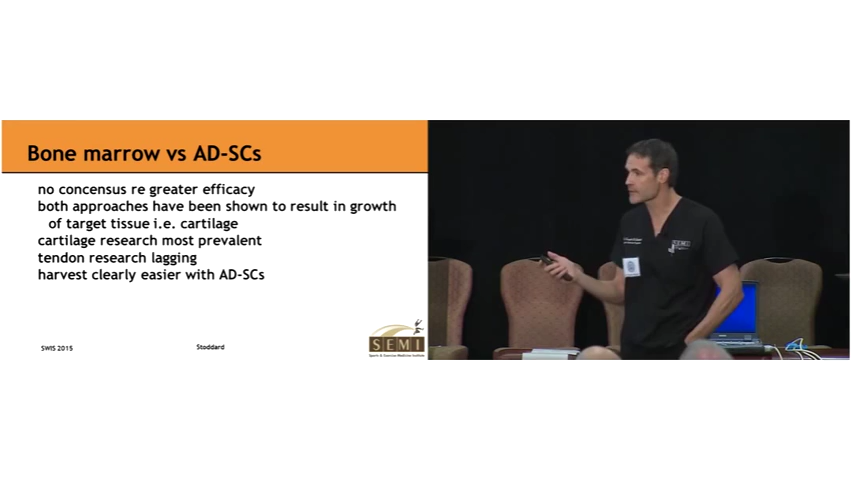 Bone marrow vs AD-SCs
no concensus re greater efficacy
both approaches have been shown to result in growth
of target tissue i.e. cartilage
cartilage research most prevalent
tendon research lagging
harvest clearly easier with AD-SCs
SWIS 2015
Stoddard
SEMI
Sport & Exercise Medicine Institute
SEMI